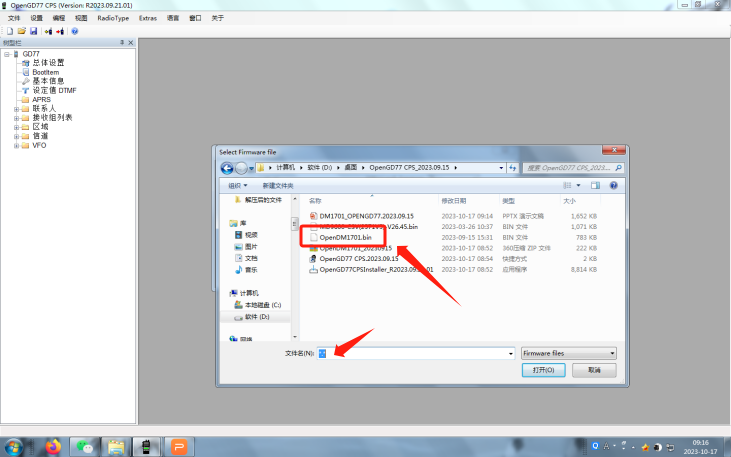 OpenGD77 CPS (Version: R2023.09.21.01)
文件 设置 编程 视图 RadioType Extras 语言 窗口 关于
树型栏
GD77
总体设置
BootItem
基本信息
设定值 DTMF
APRS
联系人
接收组列表
区域
信道
VFO
Select Firmware file
计算机 软件 (D:) 桌面 OpenGD77 CPS_2023.09.15
搜索 OpenGD77 CPS_2023...
组织 新建文件夹
解压后的文件
库
视频
图片
文档
音乐
计算机
本地磁盘 (C:)
软件 (D:)
网络
名称 修改日期 类型 大小
DM1701_OPENGD77.2023.09.15 2023-10-17 09:14 PPTX 演示文稿 1,652 KB
V26.45.bin 2023-03-26 10:37 BIN 文件 1,071 KB
OpenDM1701.bin 2023-09-15 15:31 BIN 文件 783 KB
OpenDM1701_20230915 2023-10-17 08:52 360压缩 ZIP 文件 222 KB
OpenGD77 CPS.2023.09.15 2023-10-17 08:54 快捷方式 2 KB
OpenGD77CPSInstaller_R2023.09. .01 2023-10-17 08:52 应用程序 8,814 KB
文件名(N): Firmware files
打开(O) 取消
09:16
2023-10-17